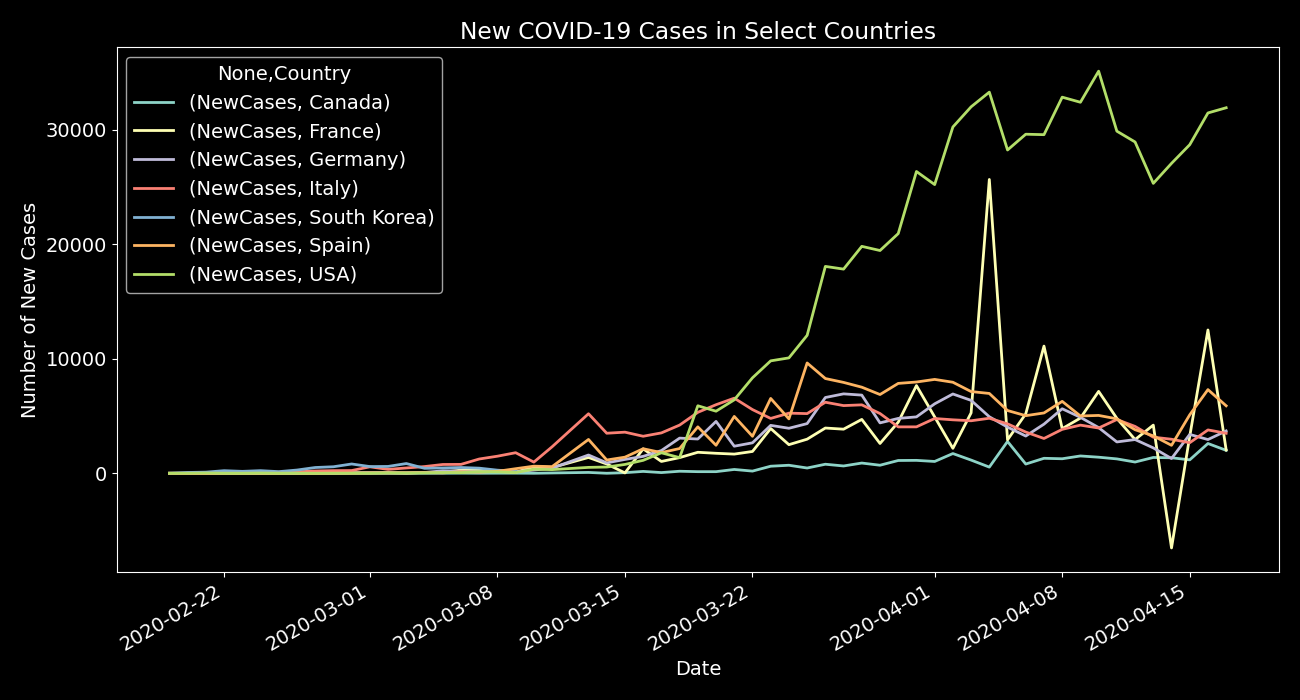 New COVID-19 Cases in Select Countries
None,Country
(NewCases, Canada)
(NewCases, France)
(NewCases, Germany)
(NewCases, Italy)
(NewCases, South Korea)
(NewCases, Spain)
(NewCases, USA)
Number of New Cases
30000
20000
10000
0
2020-02-22
2020-03-01
2020-03-08
2020-03-15
2020-03-22
2020-04-01
2020-04-08
2020-04-15
Date